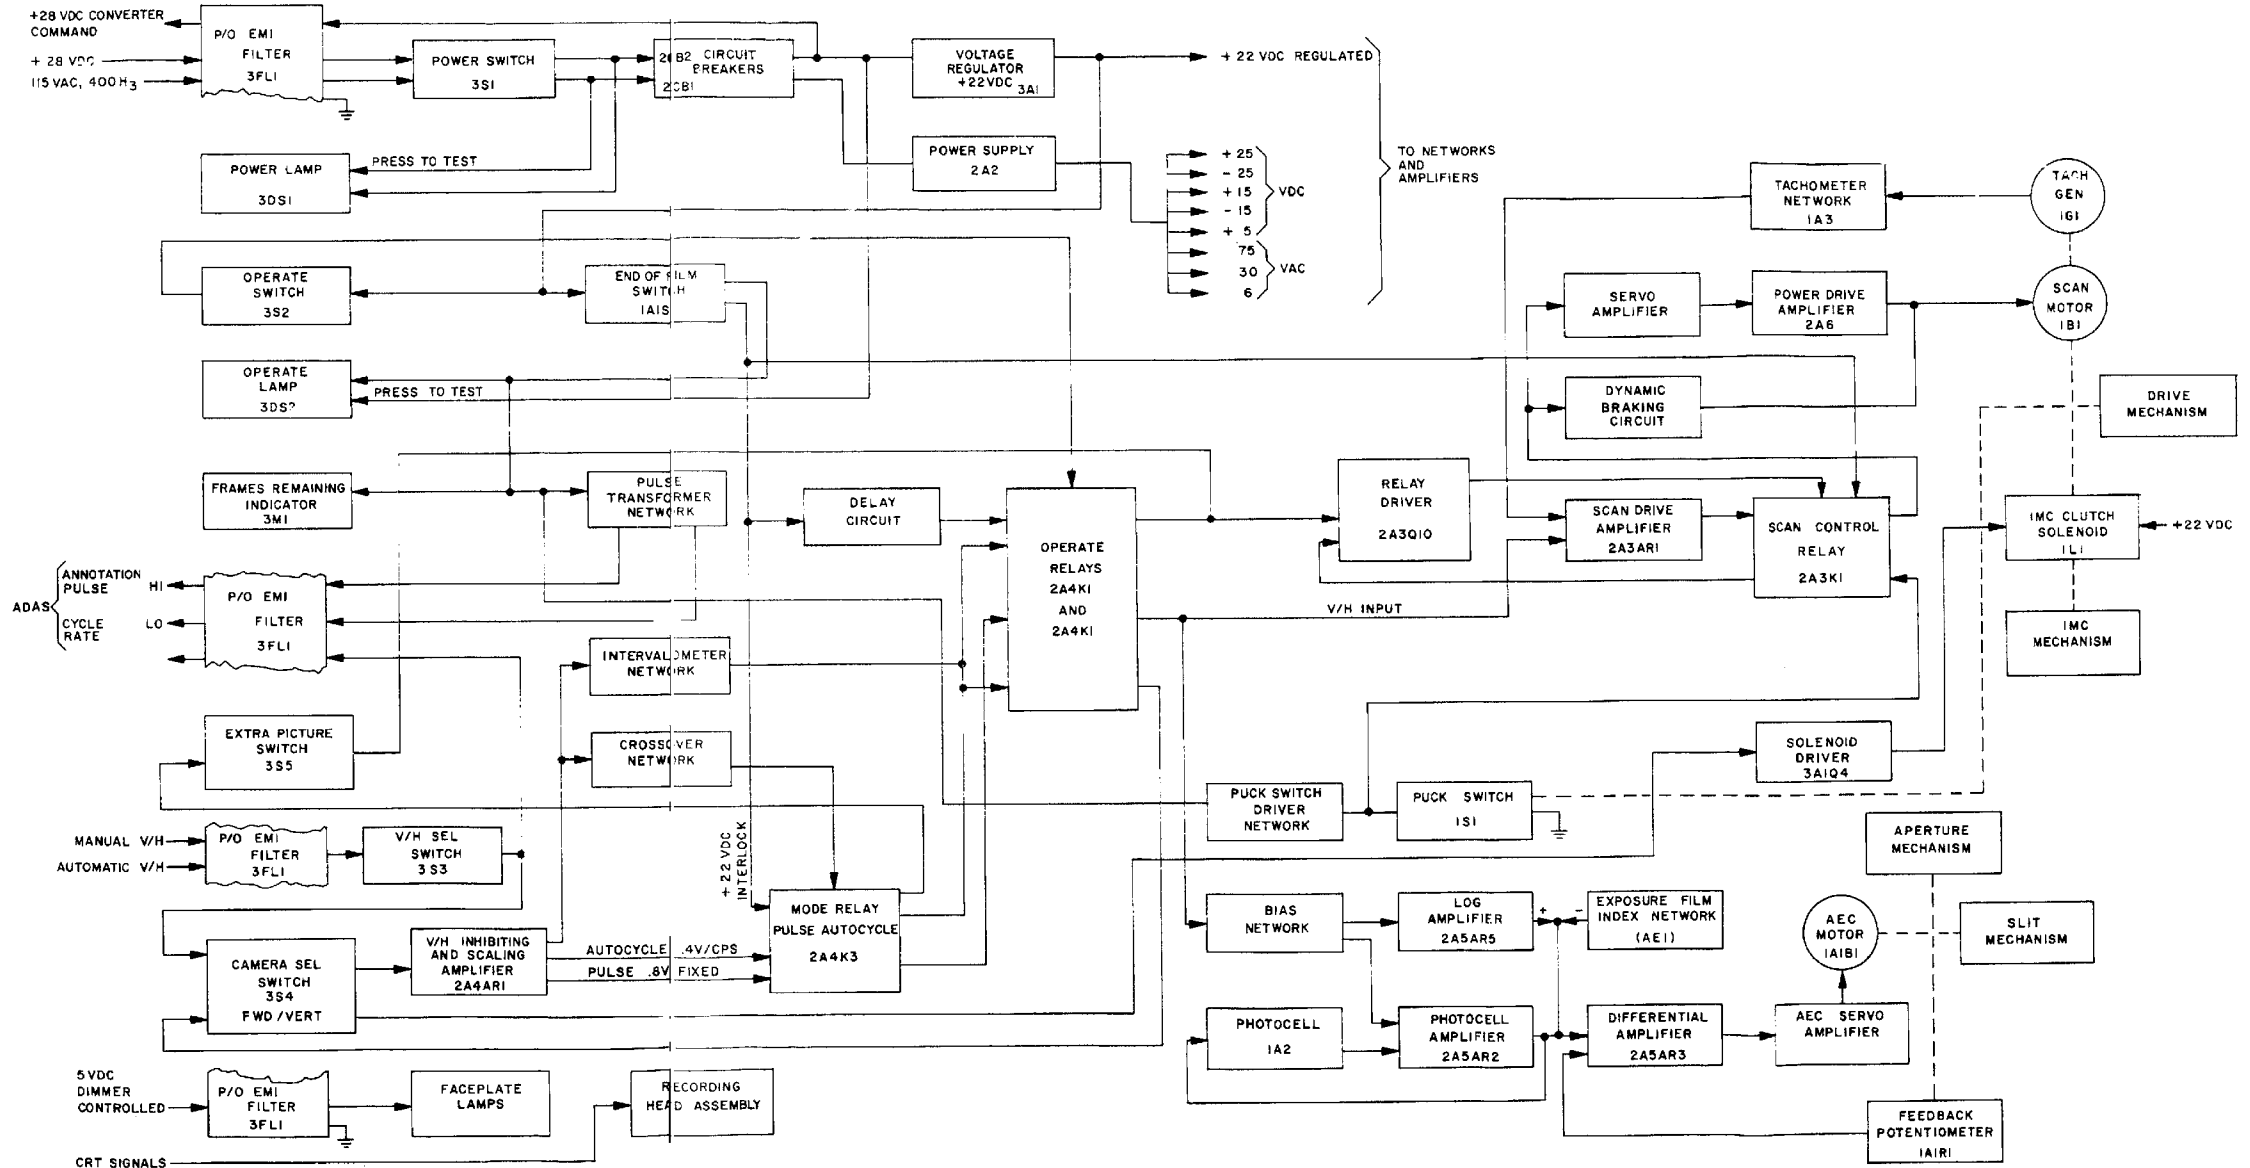 +28 VDC CONVERTER
COMMAND
+ 28 VDC
115 VAC, 400 H3
P/O EMI
FILTER
3FL1
POWER SWITCH
3S1
2CB2
CIRCUIT
BREAKERS
2CB1
VOLTAGE
REGULATOR
+22VDC
3A1
+ 22 VDC REGULATED
POWER LAMP
3DS1
PRESS TO TEST
POWER SUPPLY
2A2
+ 25
- 25
+ 15
- 15
+ 5
VDC
75
30
6
VAC
TO NETWORKS
AND
AMPLIFIERS
TACHOMETER
NETWORK
1A3
TACH
GEN
1G1
OPERATE
SWITCH
3S2
END OF FILM
SWITCH
1A1S
SERVO
AMPLIFIER
POWER DRIVE
AMPLIFIER
2A6
SCAN
MOTOR
1B1
OPERATE
LAMP
3DS2
PRESS TO TEST
DYNAMIC
BRAKING
CIRCUIT
DRIVE
MECHANISM
FRAMES REMAINING
INDICATOR
3M1
PULSE
TRANSFORMER
NETWORK
DELAY
CIRCUIT
OPERATE
RELAYS
2A4K1
AND
2A4K1
RELAY
DRIVER
2A3Q10
SCAN DRIVE
AMPLIFIER
2A3AR1
SCAN CONTROL
RELAY
2A3K1
IMC CLUTCH
SOLENOID
1L1
+22 VDC
ADAS
ANNOTATION
PULSE
HI
CYCLE
RATE
LO
P/O EMI
FILTER
3FL1
V/H INPUT
IMC
MECHANISM
INTERVALOMETER
NETWORK
EXTRA PICTURE
SWITCH
3S5
CROSSOVER
NETWORK
SOLENOID
DRIVER
3A1Q4
PUCK SWITCH
DRIVER
NETWORK
PUCK SWITCH
1S1
MANUAL V/H
AUTOMATIC V/H
P/O EMI
FILTER
3FL1
V/H SEL
SWITCH
3S3
+22 VDC
INTERLOCK
APERTURE
MECHANISM
MODE RELAY
PULSE AUTOCYCLE
2A4K3
BIAS
NETWORK
LOG
AMPLIFIER
2A5AR5
+
-
EXPOSURE FILM
INDEX NETWORK
(AEI)
AEC
MOTOR
1A1B1
SLIT
MECHANISM
CAMERA SEL
SWITCH
3S4
FWD/VERT
V/H INHIBITING
AND SCALING
AMPLIFIER
2A4AR1
AUTOCYCLE .4V/CPS
PULSE .8V FIXED
PHOTOCELL
1A2
PHOTOCELL
AMPLIFIER
2A5AR2
DIFFERENTIAL
AMPLIFIER
2A5AR3
AEC SERVO
AMPLIFIER
5VDC
DIMMER
CONTROLLED
P/O EMI
FILTER
3FL1
FACEPLATE
LAMPS
RECORDING
HEAD ASSEMBLY
FEEDBACK
POTENTIOMETER
1A1R1
CRT SIGNALS